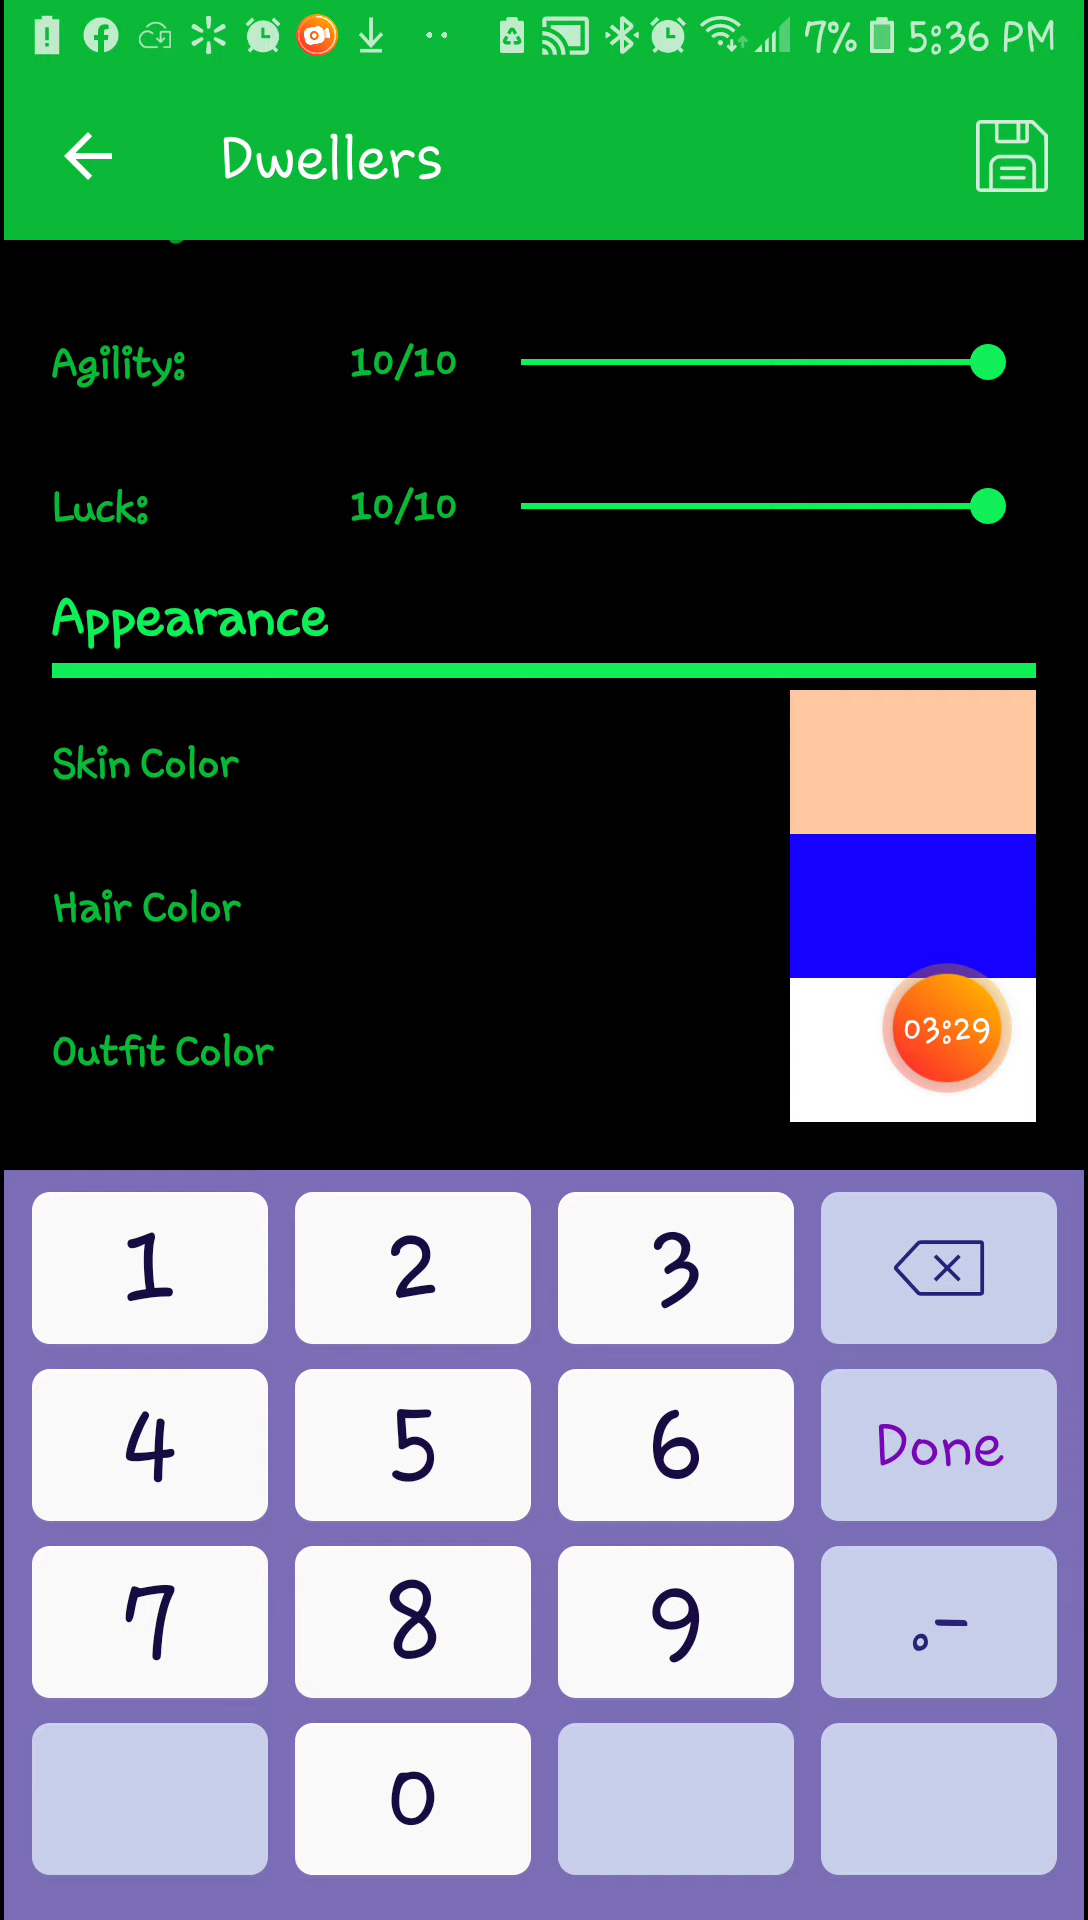 7% 5:36 PM
Dwellers
Agility: 10/10
Luck: 10/10
Appearance
Skin Color
Hair Color
Outfit Color
03:29
1 2 3
4 5 6 Done
7 8 9 .-
0